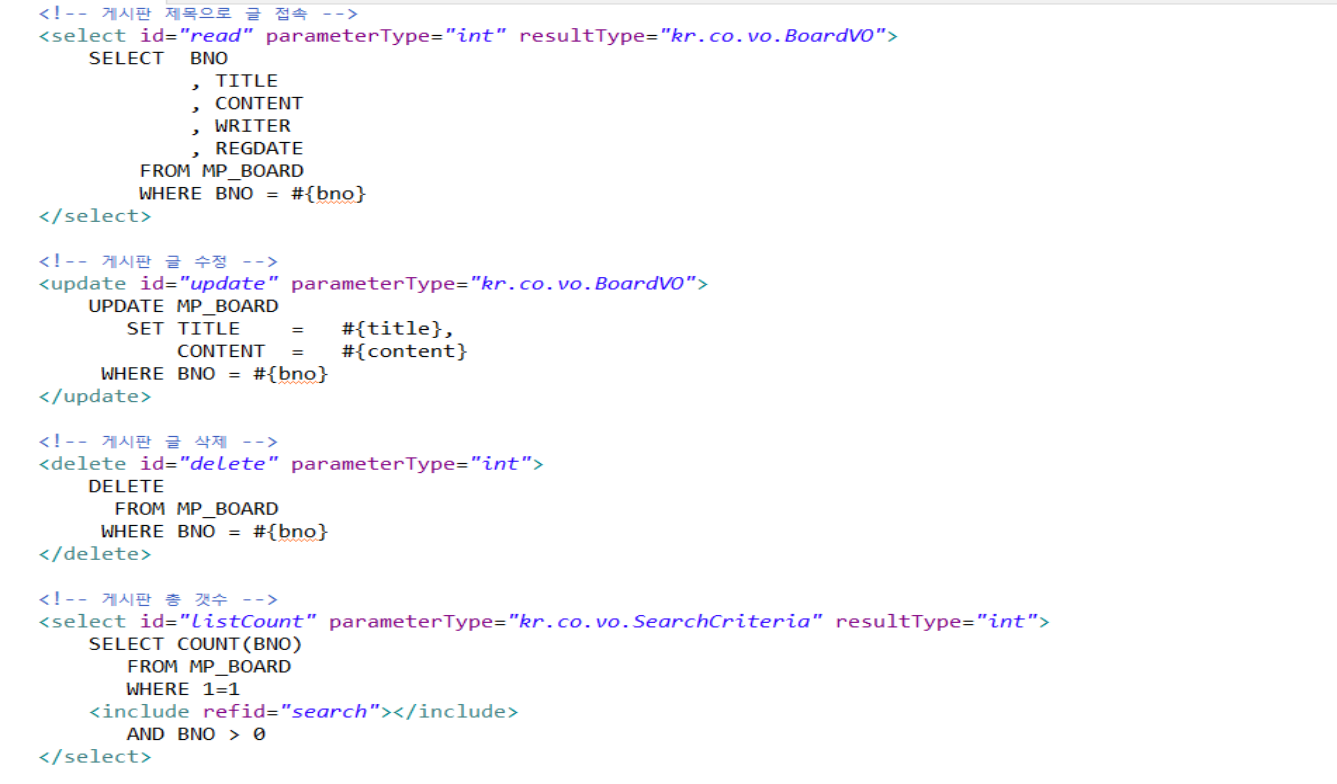 <!-- 게시판 제목으로 글 접속 -->
<select id="read" parameterType="int" resultType="kr.co.vo.BoardVO">
SELECT BNO
, TITLE
, CONTENT
, WRITER
, REGDATE
FROM MP_BOARD
WHERE BNO = #{bno}
</select>
<!-- 게시판 글 수정 -->
<update id="update" parameterType="kr.co.vo.BoardVO">
UPDATE MP_BOARD
SET TITLE = #{title},
CONTENT = #{content}
WHERE BNO = #{bno}
</update>
<!-- 게시판 글 삭제 -->
<delete id="delete" parameterType="int">
DELETE
FROM MP_BOARD
WHERE BNO = #{bno}
</delete>
<!-- 게시판 총 갯수 -->
<select id="listCount" parameterType="kr.co.vo.SearchCriteria" resultType="int">
SELECT COUNT(BNO)
FROM MP_BOARD
WHERE 1=1
<include refid="search"></include>
AND BNO > 0
</select>